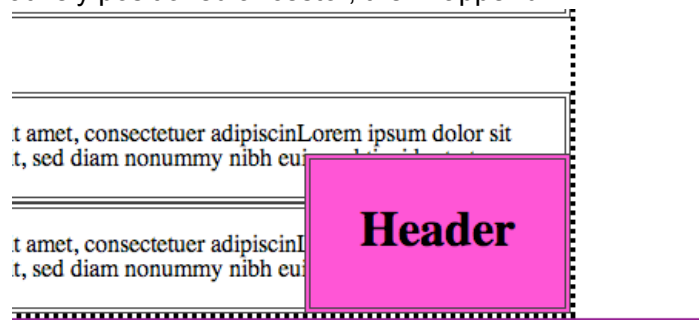 t amet, consectetuer adipiscinLorem ipsum dolor sit
t, sed diam nonummy nibh eui
Header
t amet, consectetuer adipiscinL
t, sed diam nonummy nibh eui